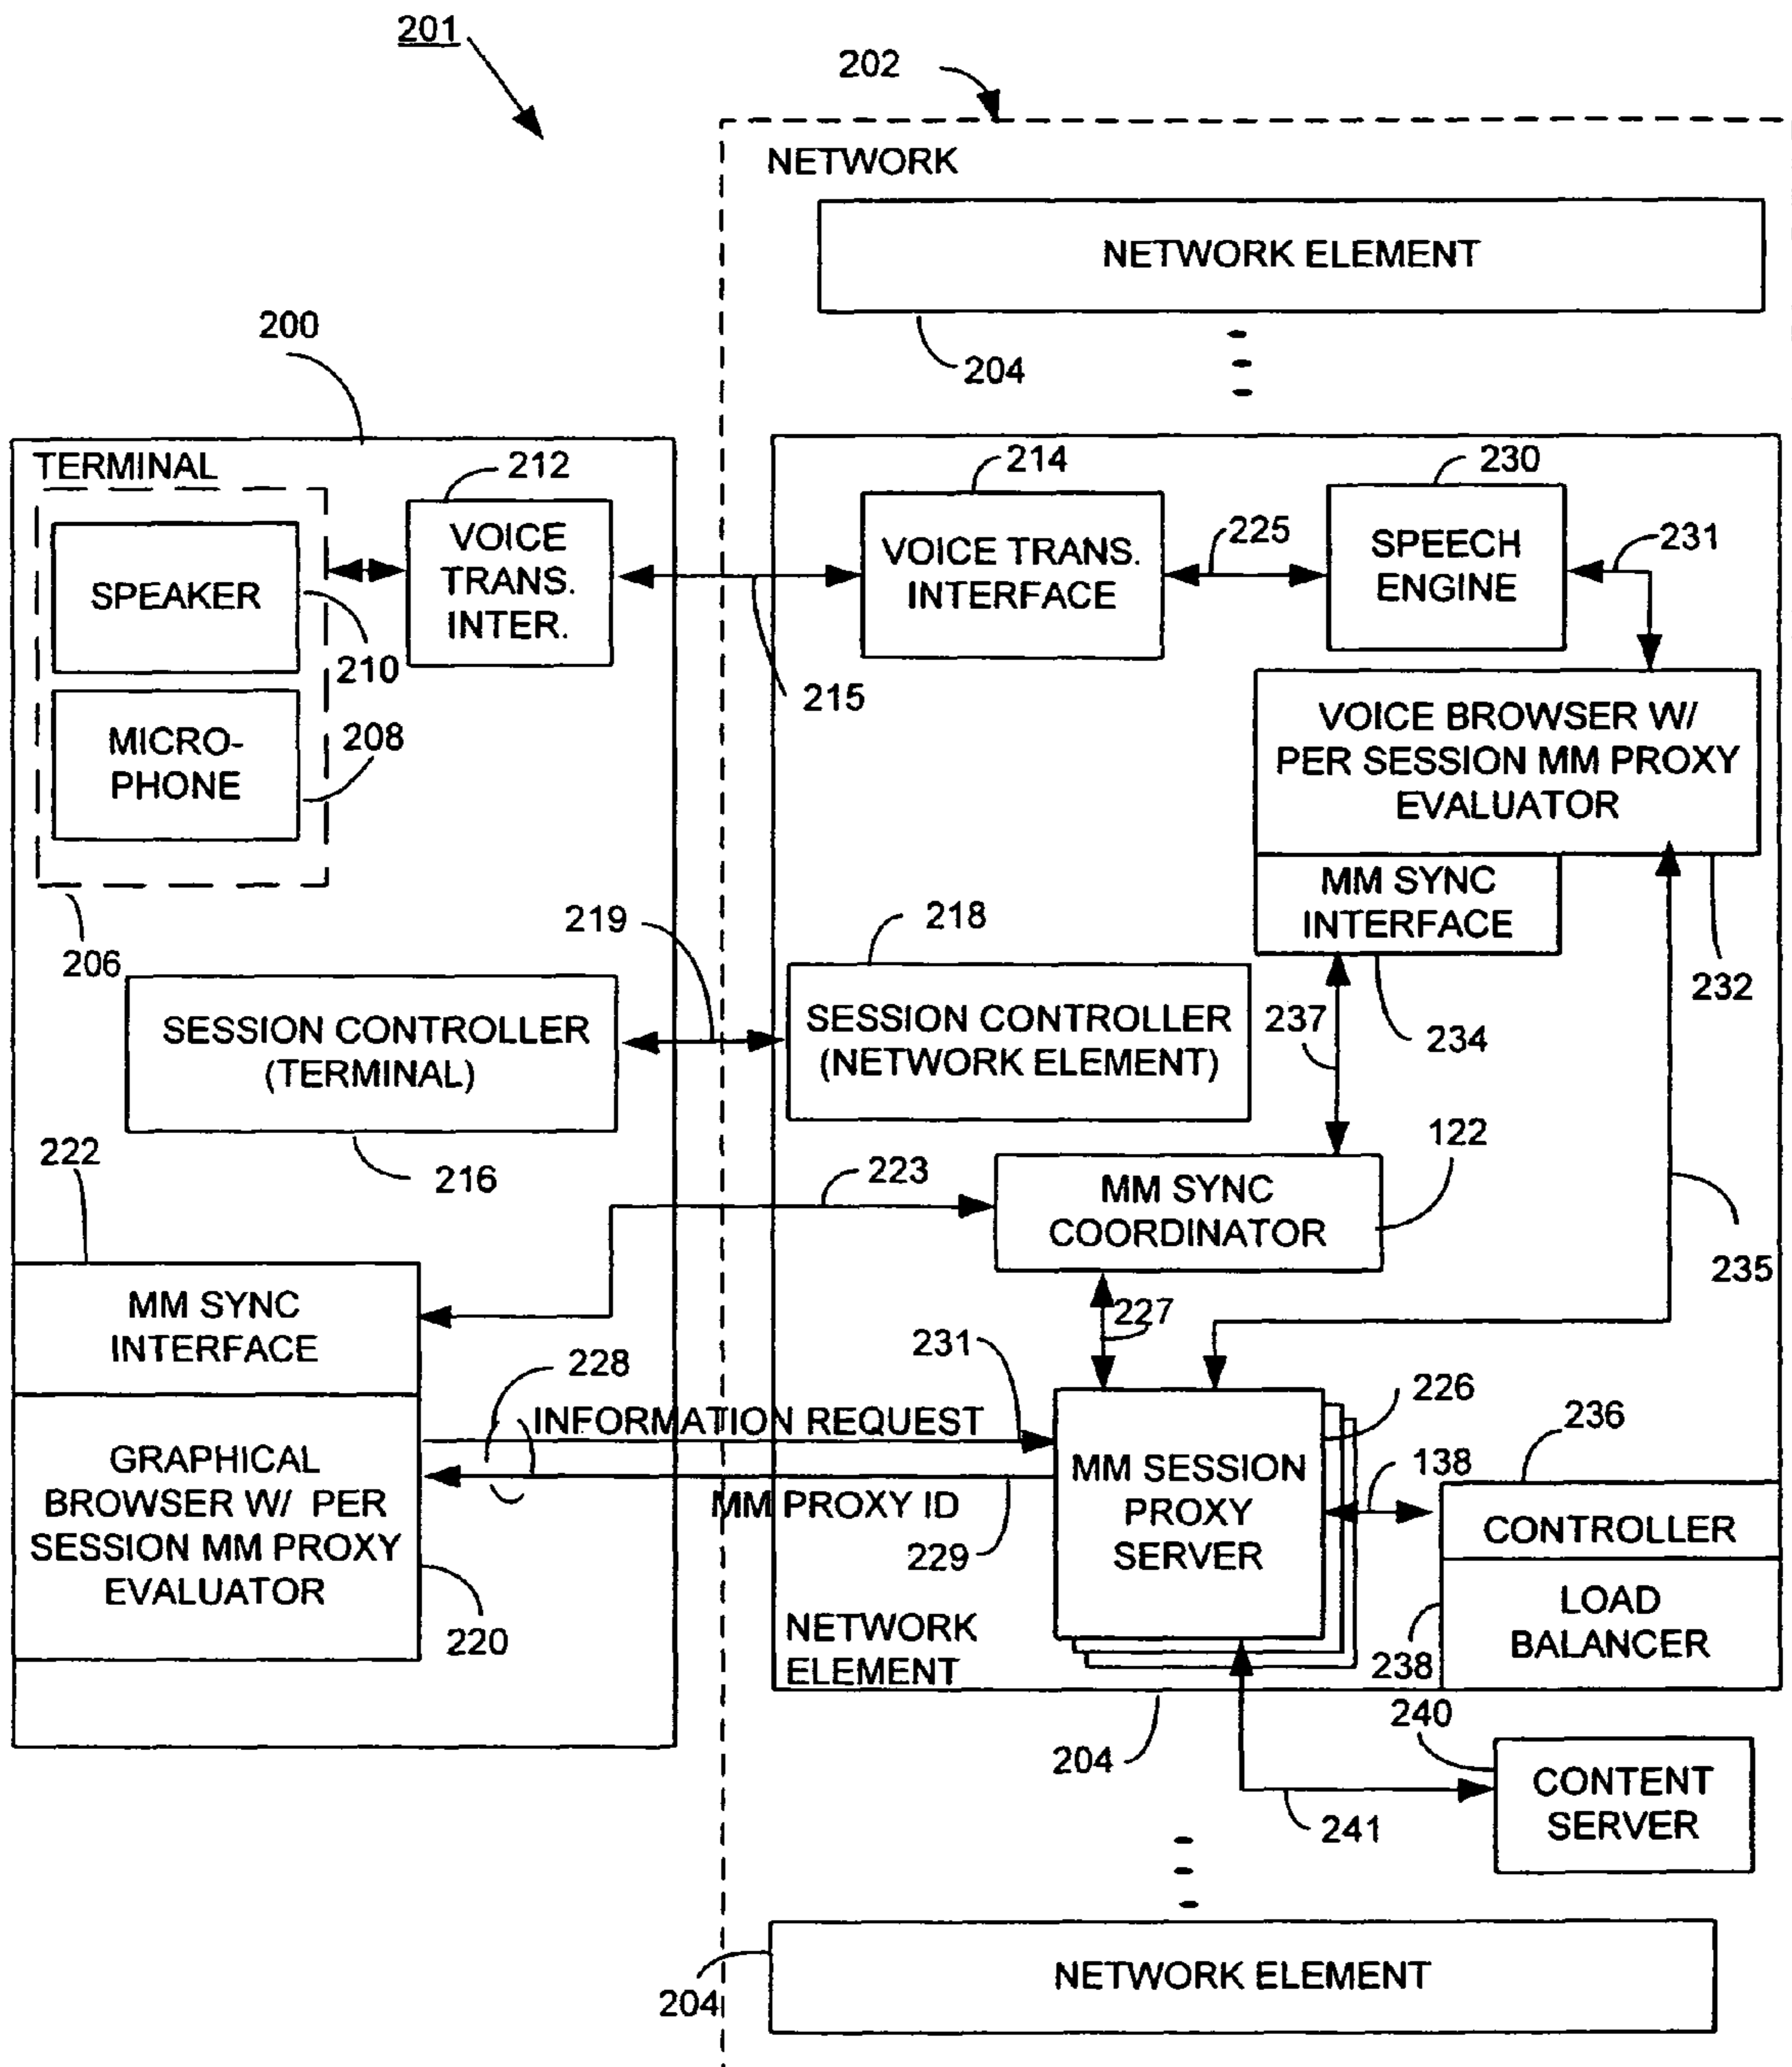 201
202
NETWORK
NETWORK ELEMENT
204
200
TERMINAL
212
SPEAKER
210
MICRO-
PHONE
208
206
VOICE
TRANS.
INTER.
215
214
VOICE TRANS.
INTERFACE
225
230
SPEECH
ENGINE
231
VOICE BROWSER W/
PER SESSION MM PROXY
EVALUATOR
232
MM SYNC
INTERFACE
234
237
219
218
SESSION CONTROLLER
(TERMINAL)
216
SESSION CONTROLLER
(NETWORK ELEMENT)
222
223
122
MM SYNC
COORDINATOR
235
227
MM SYNC
INTERFACE
228
231
INFORMATION REQUEST
226
236
GRAPHICAL
BROWSER W/ PER
SESSION MM PROXY
EVALUATOR
220
MM PROXY ID
229
MM SESSION
PROXY
SERVER
138
CONTROLLER
LOAD
BALANCER
238
NETWORK
ELEMENT
204
240
CONTENT
SERVER
241
NETWORK ELEMENT
204